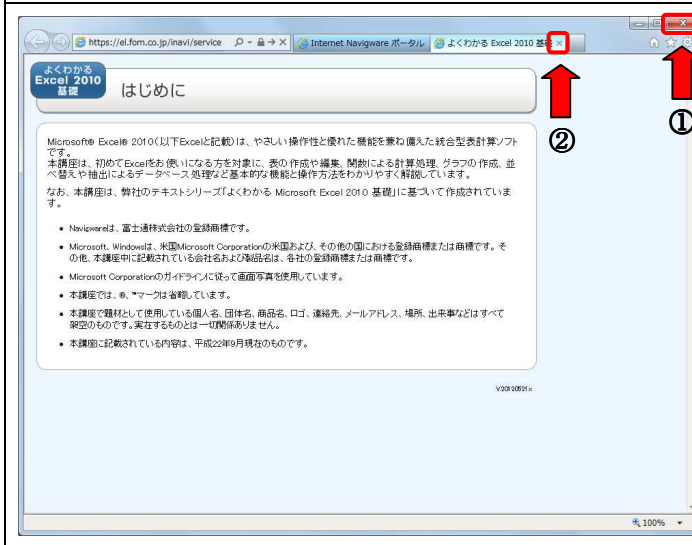 https://el.fom.co.jp/inavi/service
Internet Navigware ポータル
よくわかる Excel 2010 基礎
よくわかる
Excel 2010
基礎
はじめに
①
②
Microsoft® Excel® 2010(以下Excelと記載)は、やさしい操作性と優れた機能を兼ね備えた統合型表計算ソフト
です。
本講座は、初めてExcelをお使いになる方を対象に、表の作成や編集、関数による計算処理、グラフの作成、並
べ替えや抽出によるデータベース処理など基本的な機能と操作方法をわかりやすく解説しています。
なお、本講座は、弊社のテキストシリーズ「よくわかる Microsoft Excel 2010 基礎」に基づいて作成されていま
す。
• Navigwareは、富士通株式会社の登録商標です。
• Microsoft、Windowsは、米国Microsoft Corporationの米国および、その他の国における登録商標または商標です。そ
の他、本講座中に記載されている会社名および製品名は、各社の登録商標または商標です。
• Microsoft Corporationのガイドラインに従って画面写真を使用しています。
• 本講座では、®、™マークは省略しています。
• 本講座で題材として使用している個人名、団体名、商品名、ロゴ、連絡先、メールアドレス、場所、出来事などはすべて
架空のものです。実在するものとは一切関係ありません。
• 本講座に記載されている内容は、平成22年9月現在のものです。
V.20120521x
100%